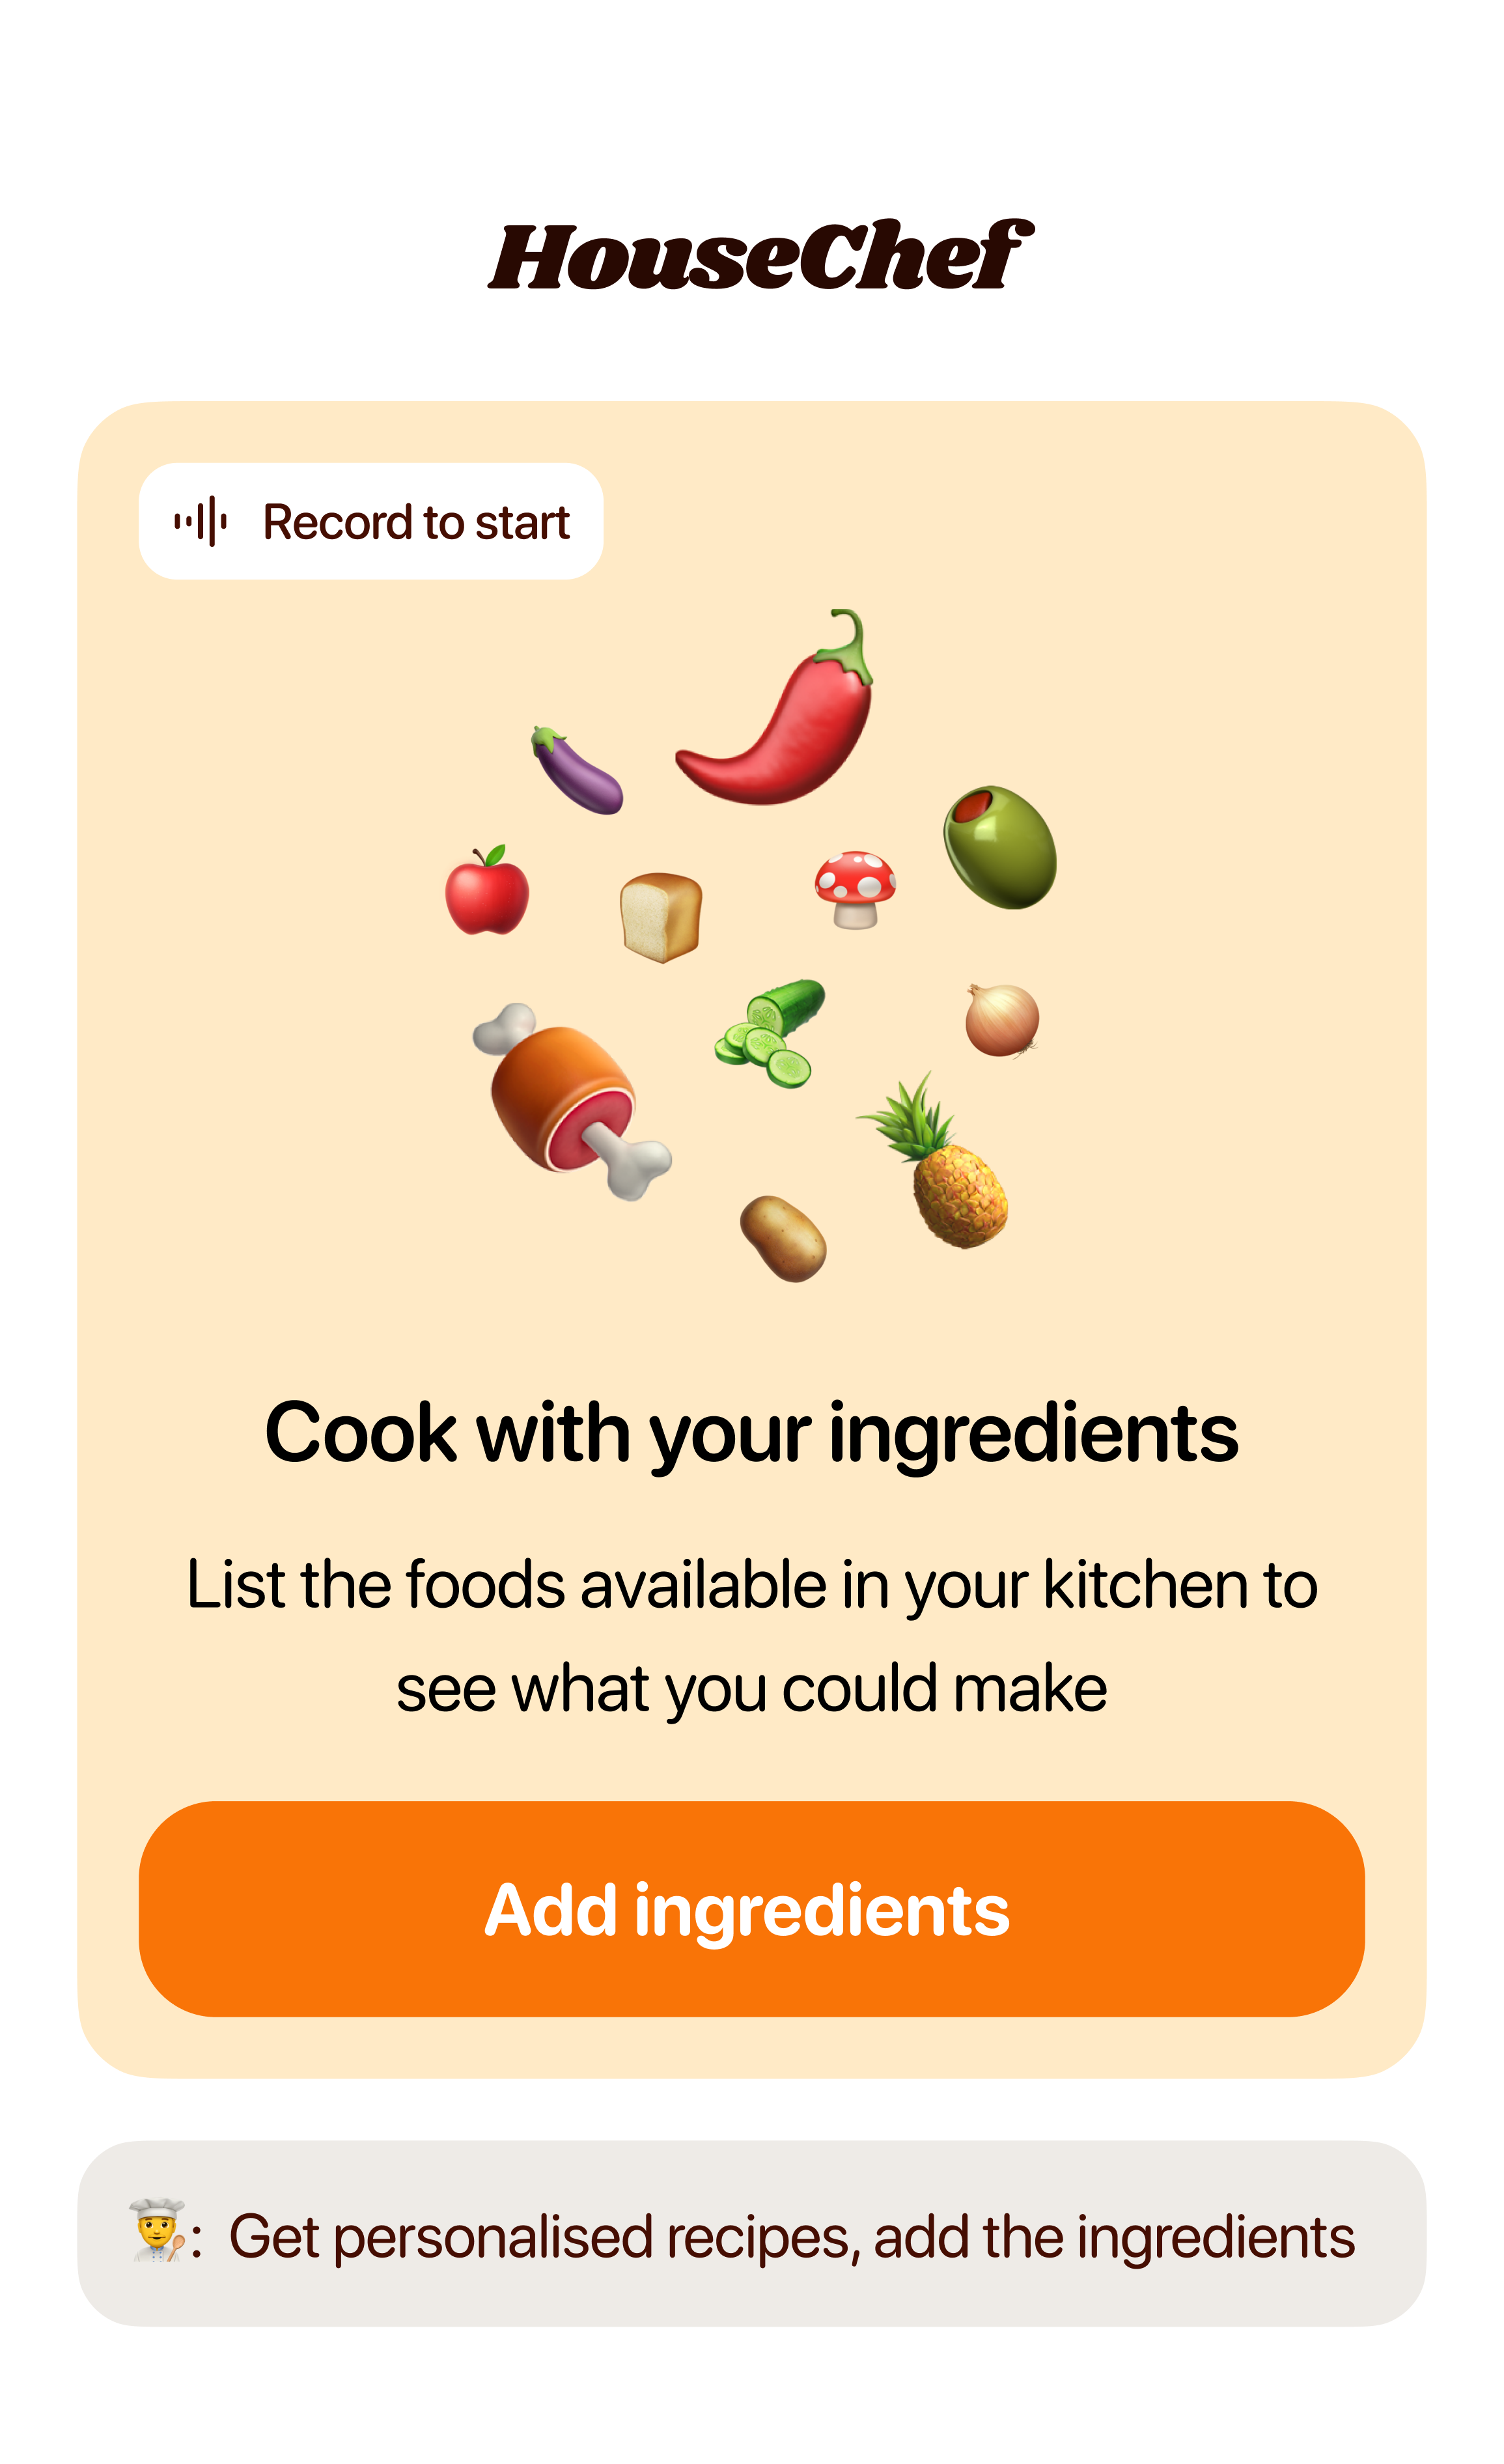 HouseChef
Record to start
Cook with your ingredients
List the foods available in your kitchen to
see what you could make
Add ingredients
: Get personalised recipes, add the ingredients